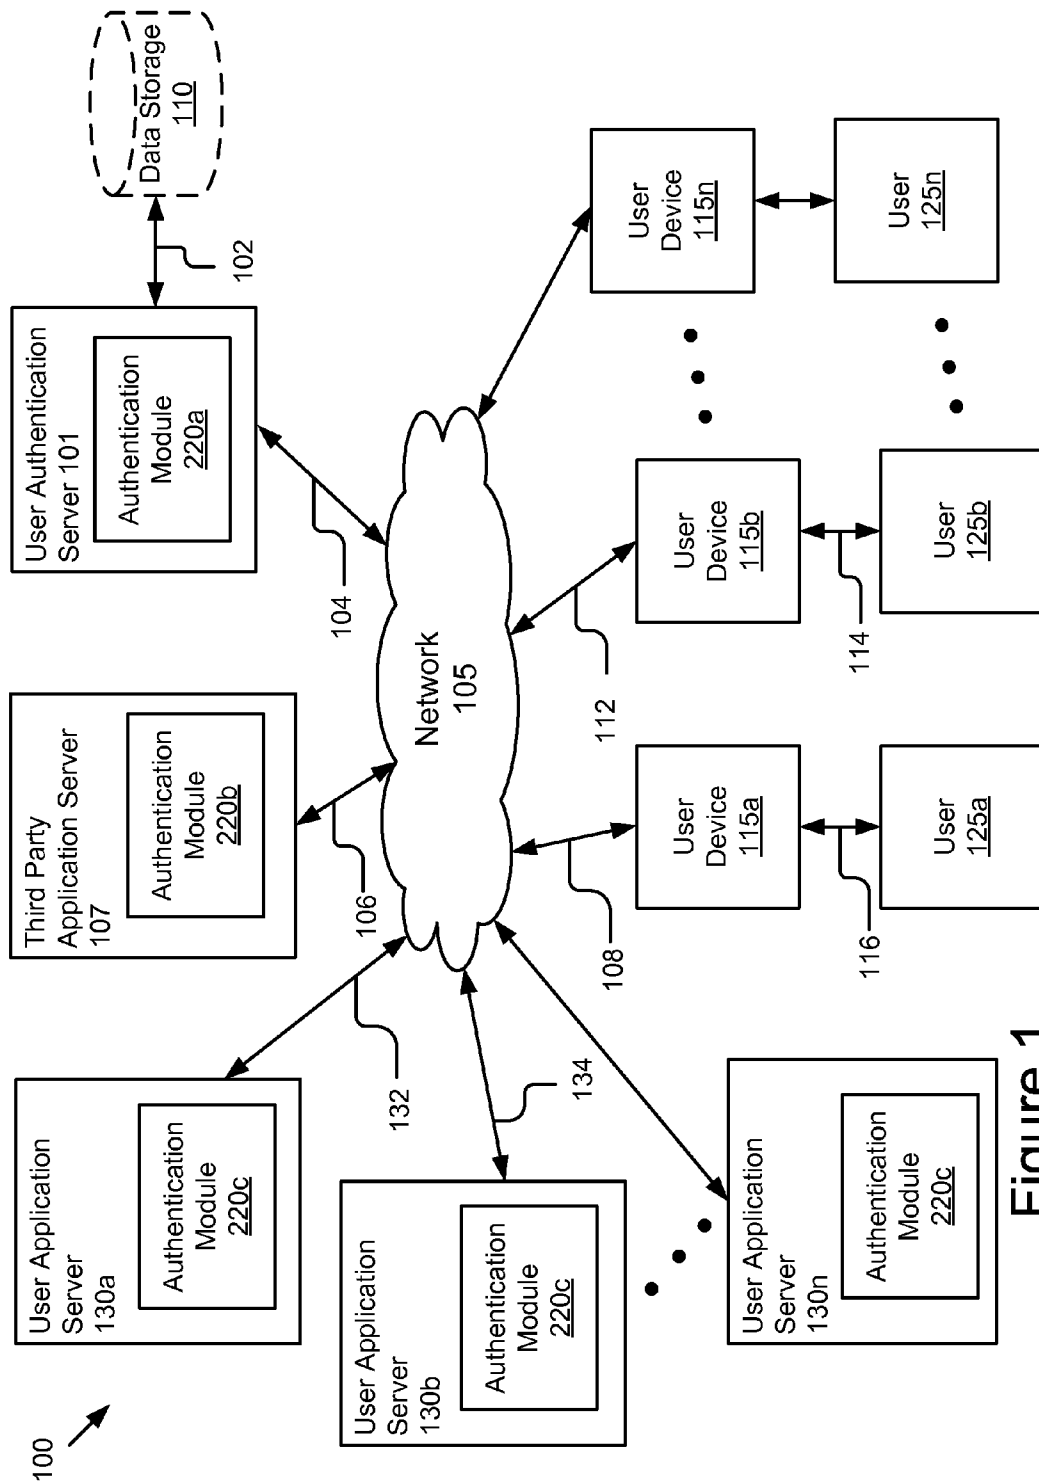 100
User Application
Server
130a
Authentication
Module
220c
132
Third Party
Application Server
107
Authentication
Module
220b
106
User Authentication
Server 101
Authentication
Module
220a
104
102
Data Storage
110
User Application
Server
130b
Authentication
Module
220c
134
Network
105
User Application
Server
130n
Authentication
Module
220c
108
User
Device
115a
116
User
125a
112
User
Device
115b
114
User
125b
User
Device
115n
User
125n
Figure 1